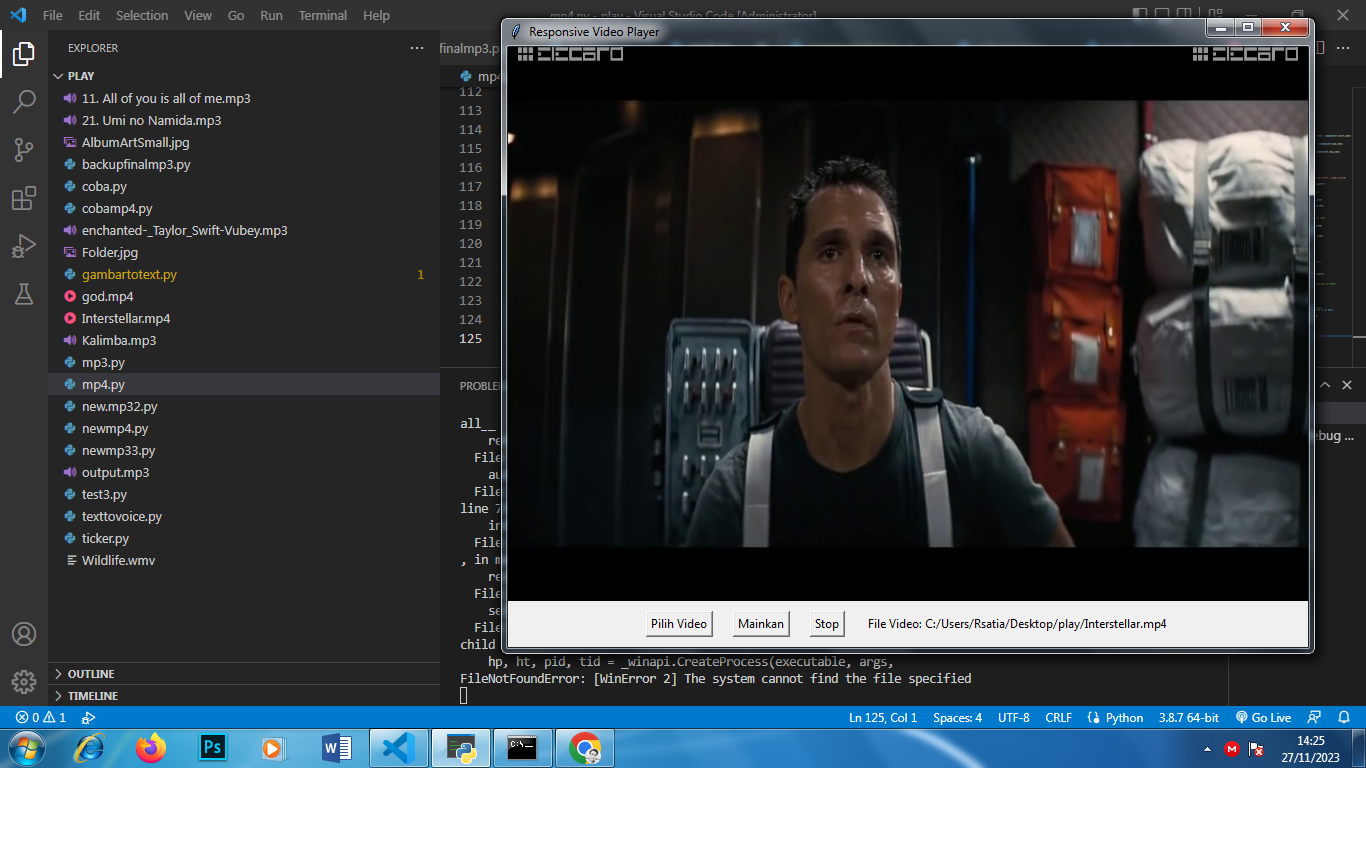 File Edit Selection View Go Run Terminal Help
mp4.py - play - Visual Studio Code [Administrator]
Responsive Video Player
EXPLORER
PLAY
11. All of you is all of me.mp3
21. Umi no Namida.mp3
AlbumArtSmall.jpg
backupfinalmp3.py
coba.py
cobamp4.py
enchanted-_Taylor_Swift-Vubey.mp3
Folder.jpg
gambartotext.py 1
god.mp4
Interstellar.mp4
Kalimba.mp3
mp3.py
mp4.py
new.mp32.py
newmp4.py
newmp33.py
output.mp3
test3.py
texttovoice.py
ticker.py
Wildlife.wmv
OUTLINE
TIMELINE
finalmp3.p
mp4
112
113
114
115
116
117
118
119
120
121
122
123
124
125
PROBLEM
ebug ...
all__
re
File
au
File
line 7
in
File
, in m
re
File
se
File
child
hp, ht, pid, tid = _winapi.CreateProcess(executable, args,
FileNotFoundError: [WinError 2] The system cannot find the file specified
Pilih Video Mainkan Stop File Video: C:/Users/Rsatia/Desktop/play/Interstellar.mp4
0 1 Ln 125, Col 1 Spaces: 4 UTF-8 CRLF Python 3.8.7 64-bit Go Live
Ps
W
C:\
M
14:25
27/11/2023